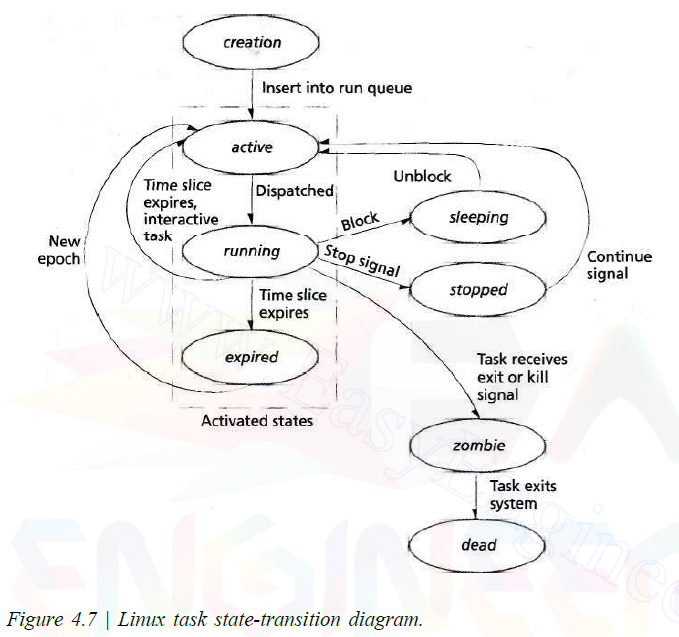 creation
Insert into run queue
active
Time slice
expires,
interactive
task
Dispatched
Unblock
New
epoch
running
Block
sleeping
Stop signal
stopped
Continue
signal
Time slice
expires
expired
Activated states
Task receives
exit or kill
signal
zombie
Task exits
system
dead
Figure 4.7 | Linux task state-transition diagram.